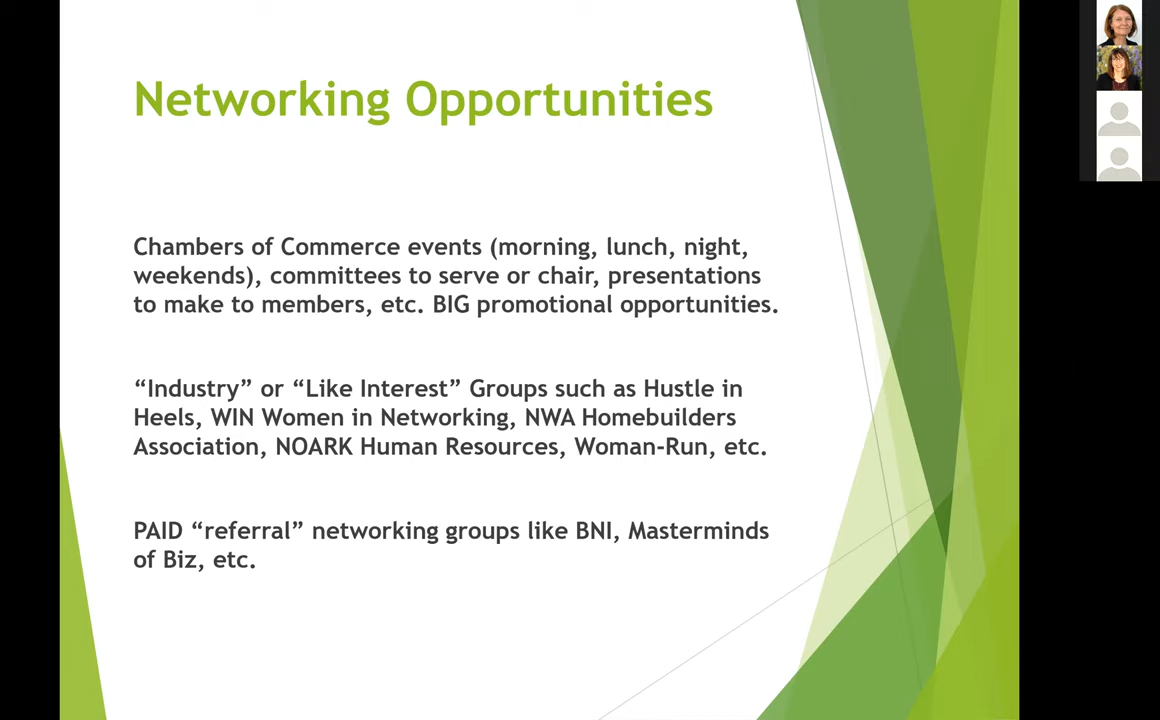 Networking Opportunities
Chambers of Commerce events (morning, lunch, night,
weekends), committees to serve or chair, presentations
to make to members, etc. BIG promotional opportunities.
“Industry” or “Like Interest” Groups such as Hustle in
Heels, WIN Women in Networking, NWA Homebuilders
Association, NOARK Human Resources, Woman-Run, etc.
PAID “referral” networking groups like BNI, Masterminds
of Biz, etc.